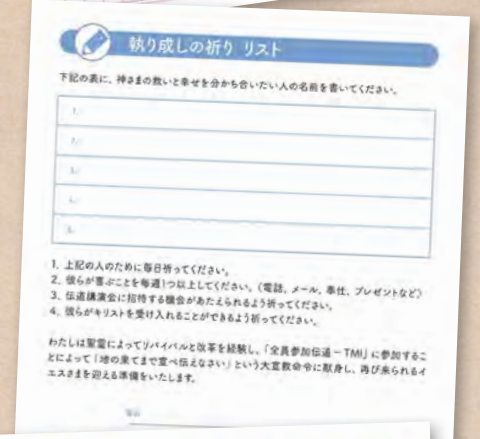 執り成しの祈り リスト
下記の表に、神さまの救いと幸せを分かち合いたい人の名前を書いてください。
1.
2.
3.
4.
5.
1. 上記の人のために毎日祈ってください。
2. 彼らが喜ぶことを毎週1つ以上してください。（電話、メール、奉仕、プレゼントなど）
3. 伝道講演会に招待する機会があたえられるよう祈ってください。
4. 彼らがキリストを受け入れることができるよう祈ってください。
わたしは聖霊によってリバイバルと改革を経験し、「全員参加伝道－TMI」に参加するこ
とによって「地の果てまで宣べ伝えなさい」という大宣教命令に献身し、再び来られるイ
エスさまを迎える準備をいたします。